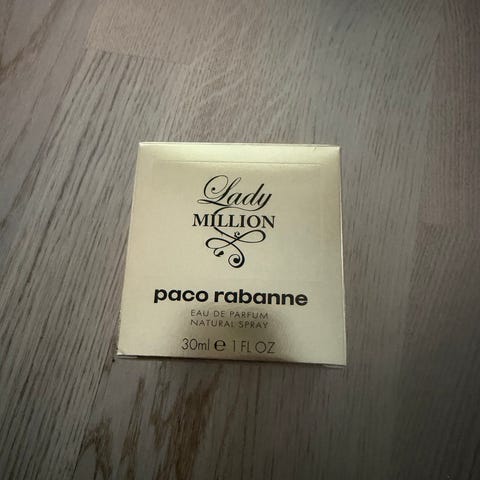 Lady
MILLION
paco rabanne
EAU DE PARFUM
NATURAL SPRAY
30ml ℮ 1 FL OZ